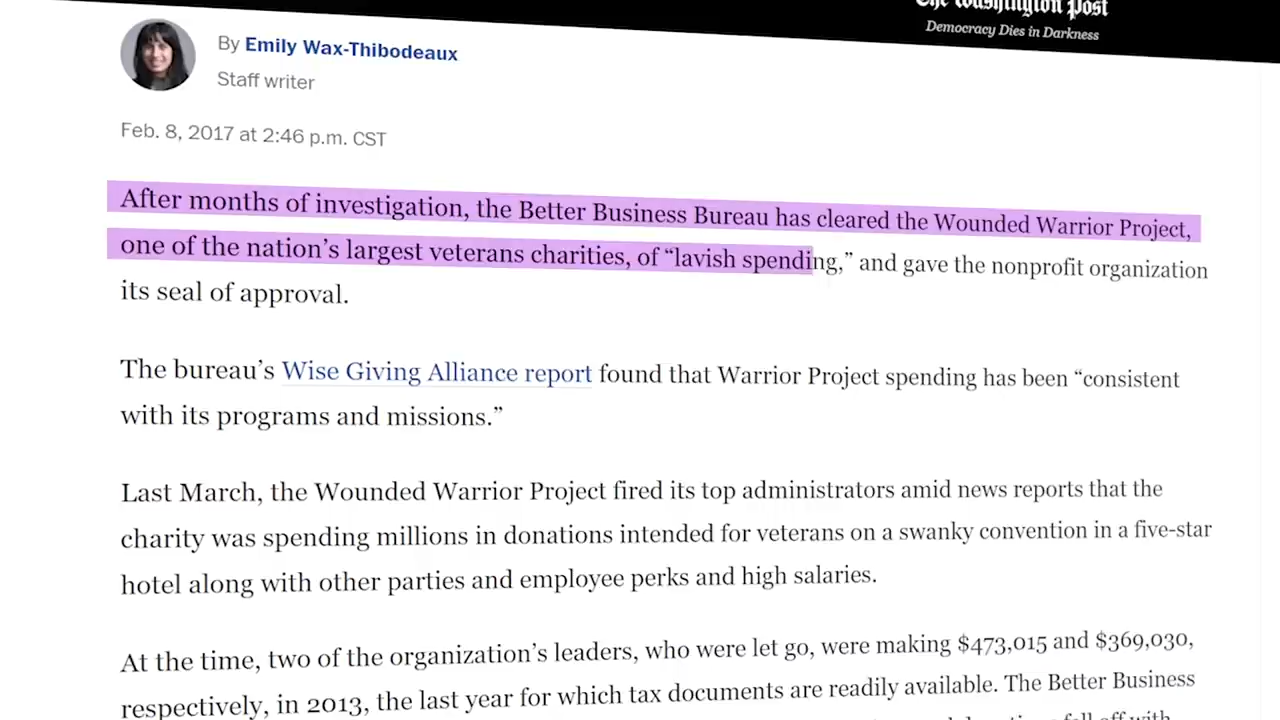 The Washington Post
Democracy Dies in Darkness
By Emily Wax-Thibodeaux
Staff writer
Feb. 8, 2017 at 2:46 p.m. CST
After months of investigation, the Better Business Bureau has cleared the Wounded Warrior Project,
one of the nation’s largest veterans charities, of “lavish spending,” and gave the nonprofit organization
its seal of approval.
The bureau’s Wise Giving Alliance report found that Warrior Project spending has been “consistent
with its programs and missions.”
Last March, the Wounded Warrior Project fired its top administrators amid news reports that the
charity was spending millions in donations intended for veterans on a swanky convention in a five-star
hotel along with other parties and employee perks and high salaries.
At the time, two of the organization’s leaders, who were let go, were making $473,015 and $369,030,
respectively, in 2013, the last year for which tax documents are readily available. The Better Business
fell off with